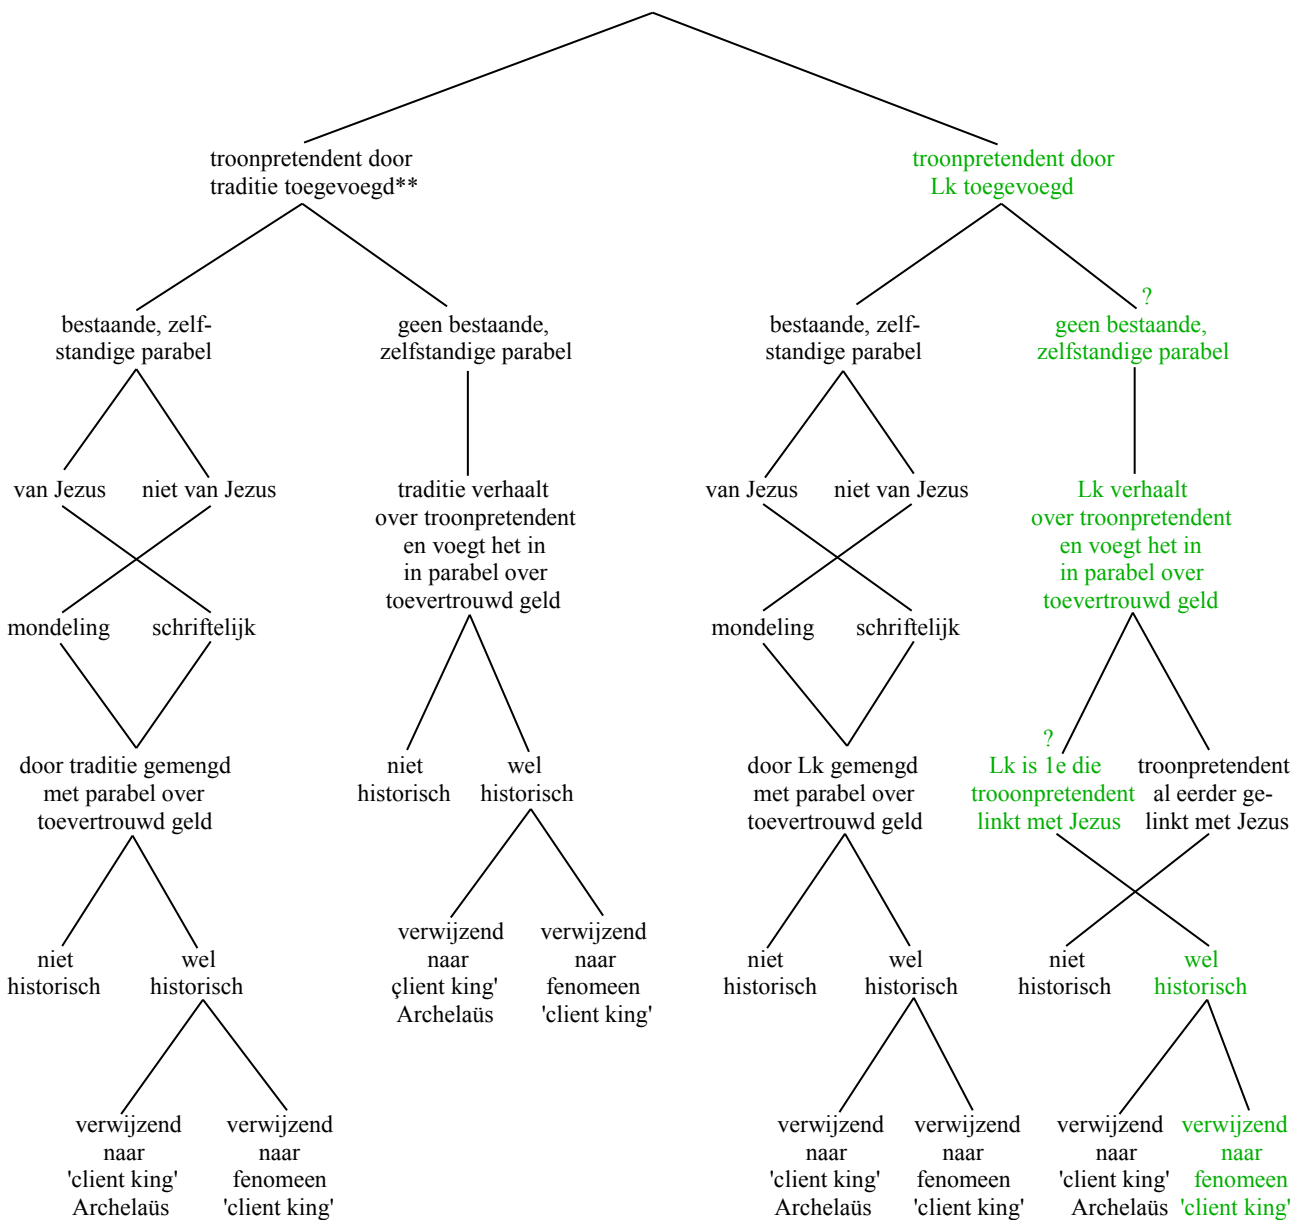 troonpretendent door
traditie toegevoegd**
troonpretendent door
Lk toegevoegd
bestaande, zelf-
standige parabel
geen bestaande,
zelfstandige parabel
bestaande, zelf-
standige parabel
?
geen bestaande,
zelfstandige parabel
van Jezus
niet van Jezus
traditie verhaalt
over troonpretendent
en voegt het in
in parabel over
toevertrouwd geld
van Jezus
niet van Jezus
Lk verhaalt
over troonpretendent
en voegt het in
in parabel over
toevertrouwd geld
mondeling
schriftelijk
mondeling
schriftelijk
door traditie gemengd
met parabel over
toevertrouwd geld
niet
historisch
wel
historisch
door Lk gemengd
met parabel over
toevertrouwd geld
?
Lk is 1e die
trooonpretendent
linkt met Jezus
troonpretendent
al eerder ge-
linkt met Jezus
niet
historisch
wel
historisch
verwijzend
naar
çlient king'
Archelaüs
verwijzend
naar
fenomeen
'client king'
niet
historisch
wel
historisch
niet
historisch
wel
historisch
verwijzend
naar
'client king'
Archelaüs
verwijzend
naar
fenomeen
'client king'
verwijzend
naar
'client king'
Archelaüs
verwijzend
naar
fenomeen
'client king'
verwijzend
naar
'client king'
Archelaüs
verwijzend
naar
fenomeen
'client king'